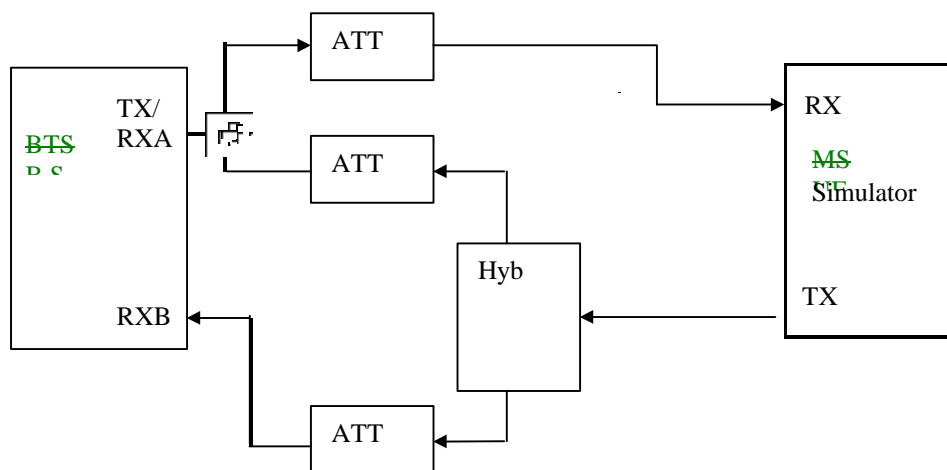 ATT
TX/
RXA
BTS
RX
MS
Simulator
ATT
Hyb
TX
RXB
ATT